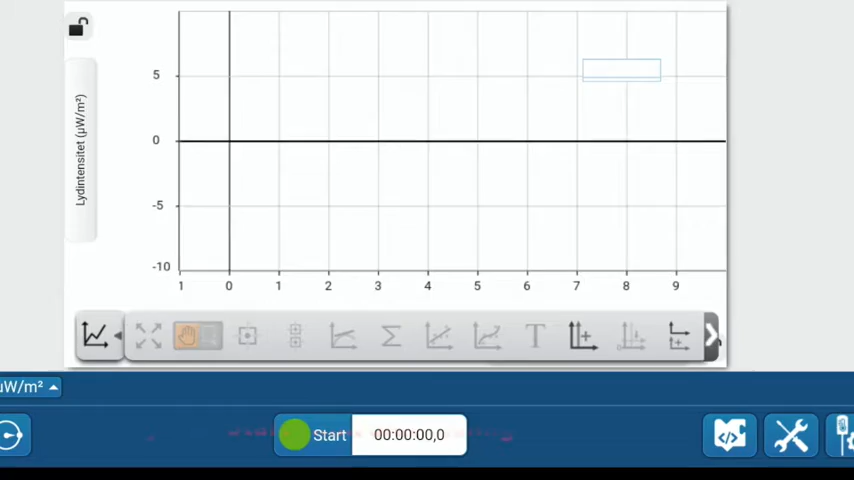 Lydintensitet (µW/m²)
5
0
-5
-10
1 0 1 2 3 4 5 6 7 8 9
Σ T
µW/m²
Start 00:00:00,0